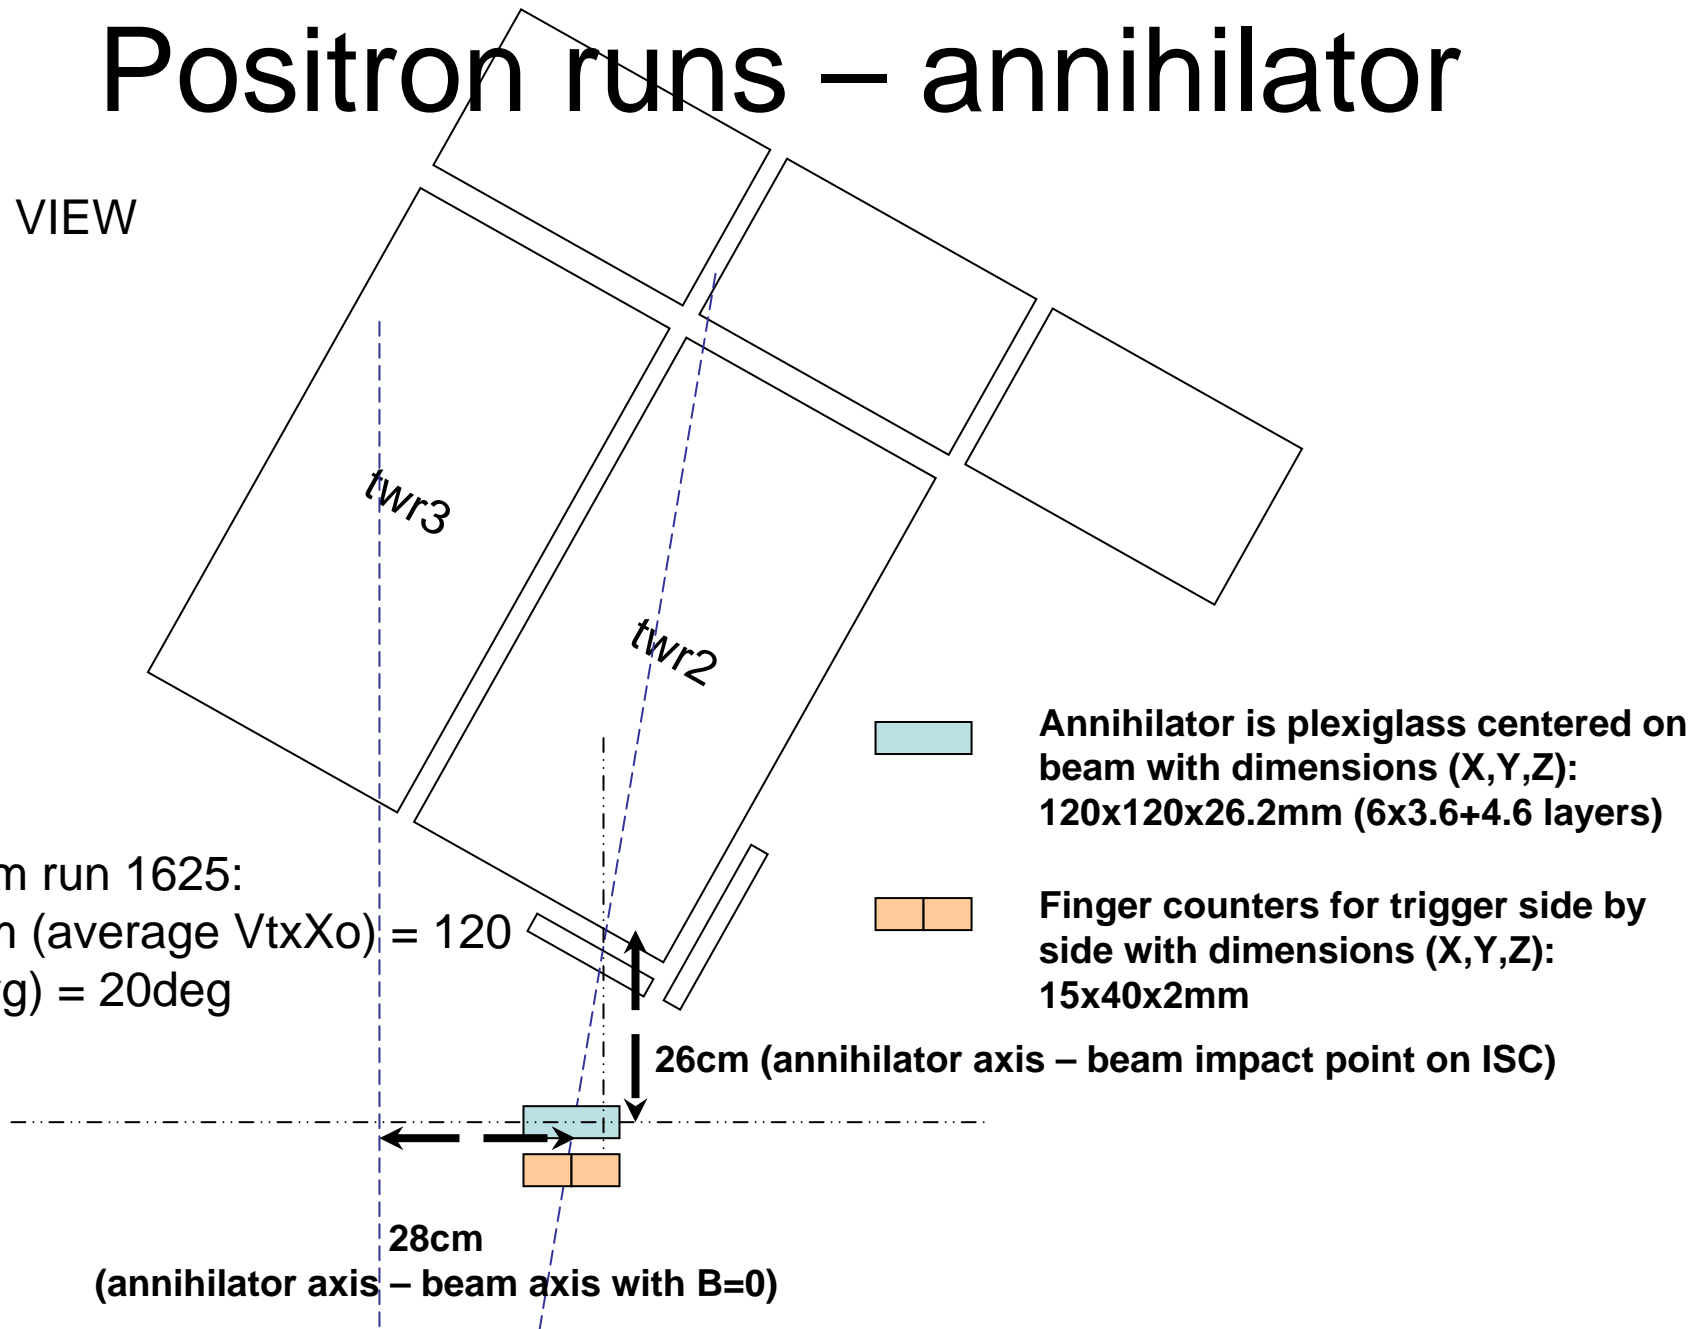 Positron runs – annihilator
VIEW
twr3
twr2
Annihilator is plexiglass centered on
beam with dimensions (X,Y,Z):
120x120x26.2mm (6x3.6+4.6 layers)
m run 1625:
(average VtxXo) = 120
= 20deg
Finger counters for trigger side by
side with dimensions (X,Y,Z):
15x40x2mm
26cm (annihilator axis – beam impact point on ISC)
28cm
(annihilator axis – beam axis with B=0)